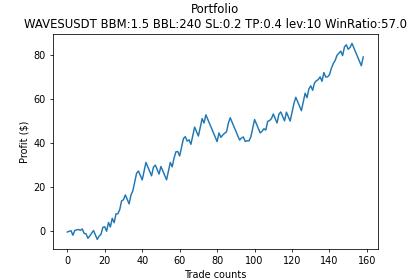 Portfolio
WAVESUSDT BBM:1.5 BBL:240 SL:0.2 TP:0.4 lev:10 WinRatio:57.0
80
60
40
20
0
Profit ($)
0 20 40 60 80 100 120 140 160
Trade counts